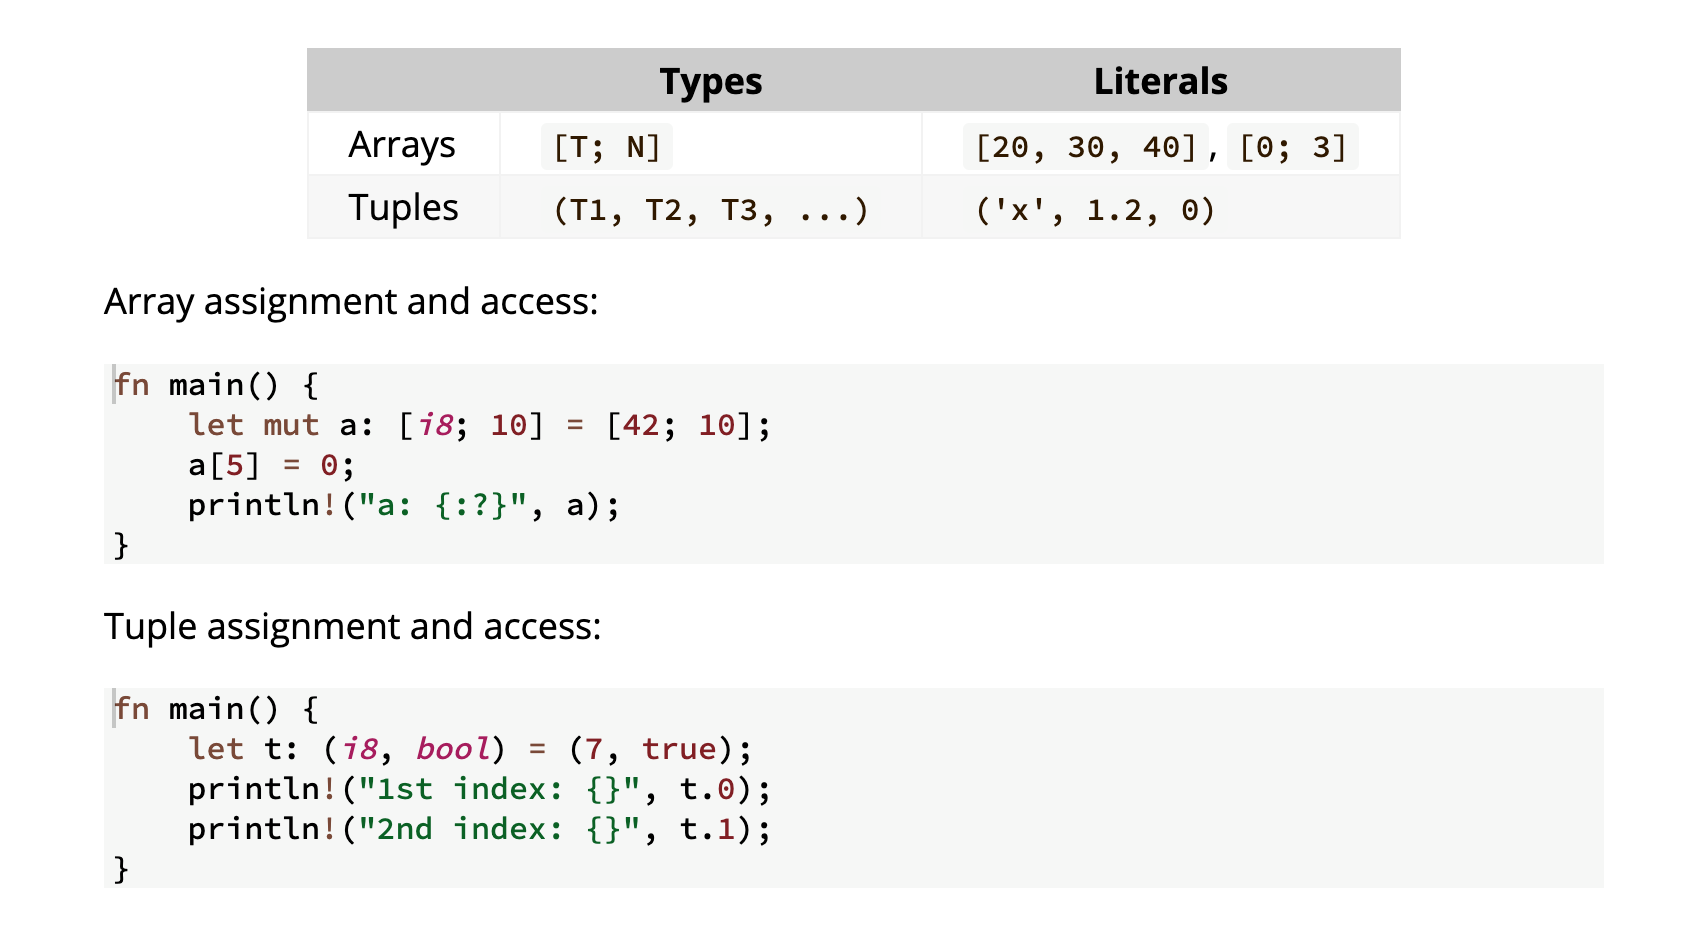 Types Literals
Arrays [T; N] [20, 30, 40], [0; 3]
Tuples (T1, T2, T3, ...) ('x', 1.2, 0)
Array assignment and access:
fn main() {
    let mut a: [i8; 10] = [42; 10];
    a[5] = 0;
    println!("a: {:?}", a);
}
Tuple assignment and access:
fn main() {
    let t: (i8, bool) = (7, true);
    println!("1st index: {}", t.0);
    println!("2nd index: {}", t.1);
}